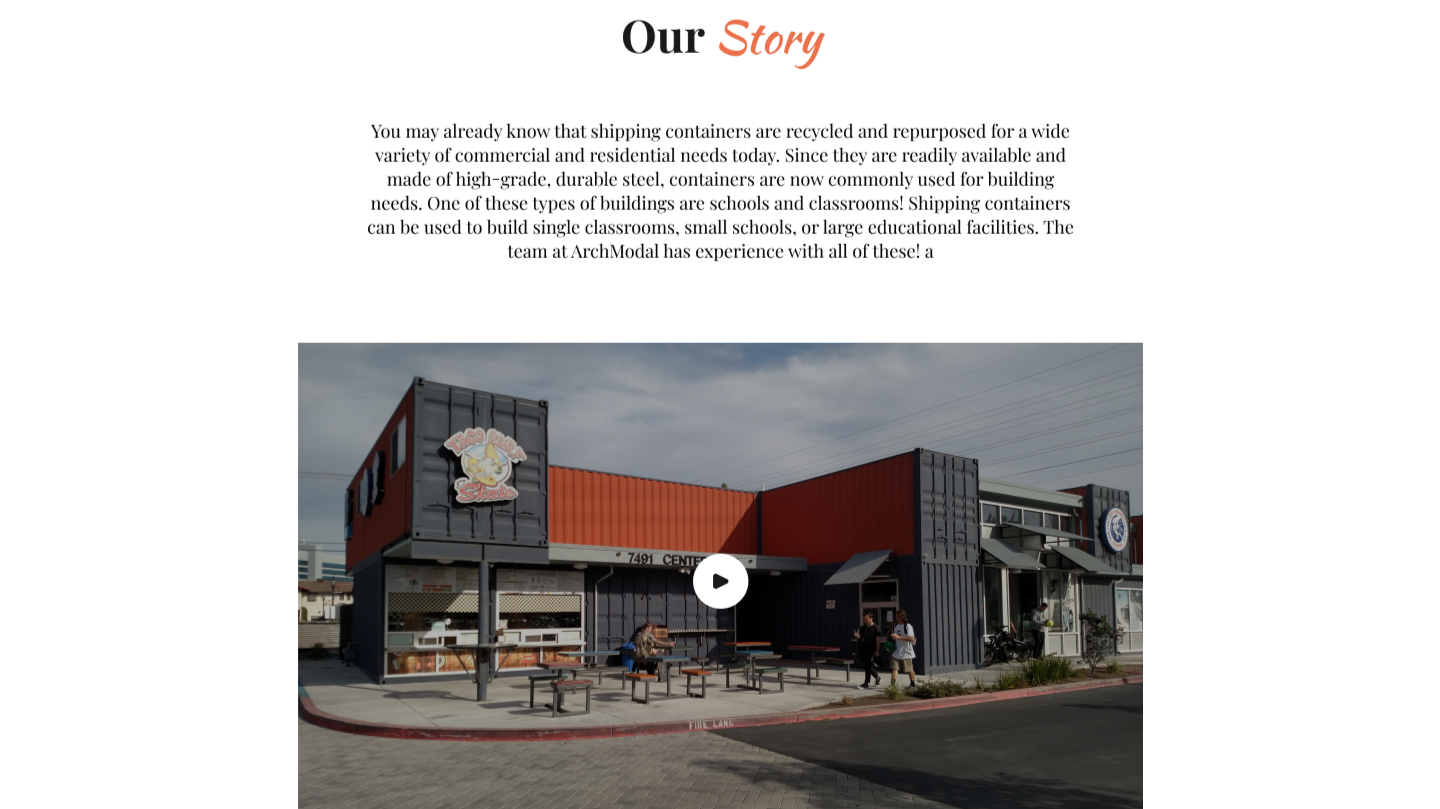 Our Story
You may already know that shipping containers are recycled and repurposed for a wide
variety of commercial and residential needs today. Since they are readily available and
made of high-grade, durable steel, containers are now commonly used for building
needs. One of these types of buildings are schools and classrooms! Shipping containers
can be used to build single classrooms, small schools, or large educational facilities. The
team at ArchModal has experience with all of these! a
TACO SURF
Shale
7491 CENTE
FIRE LANE